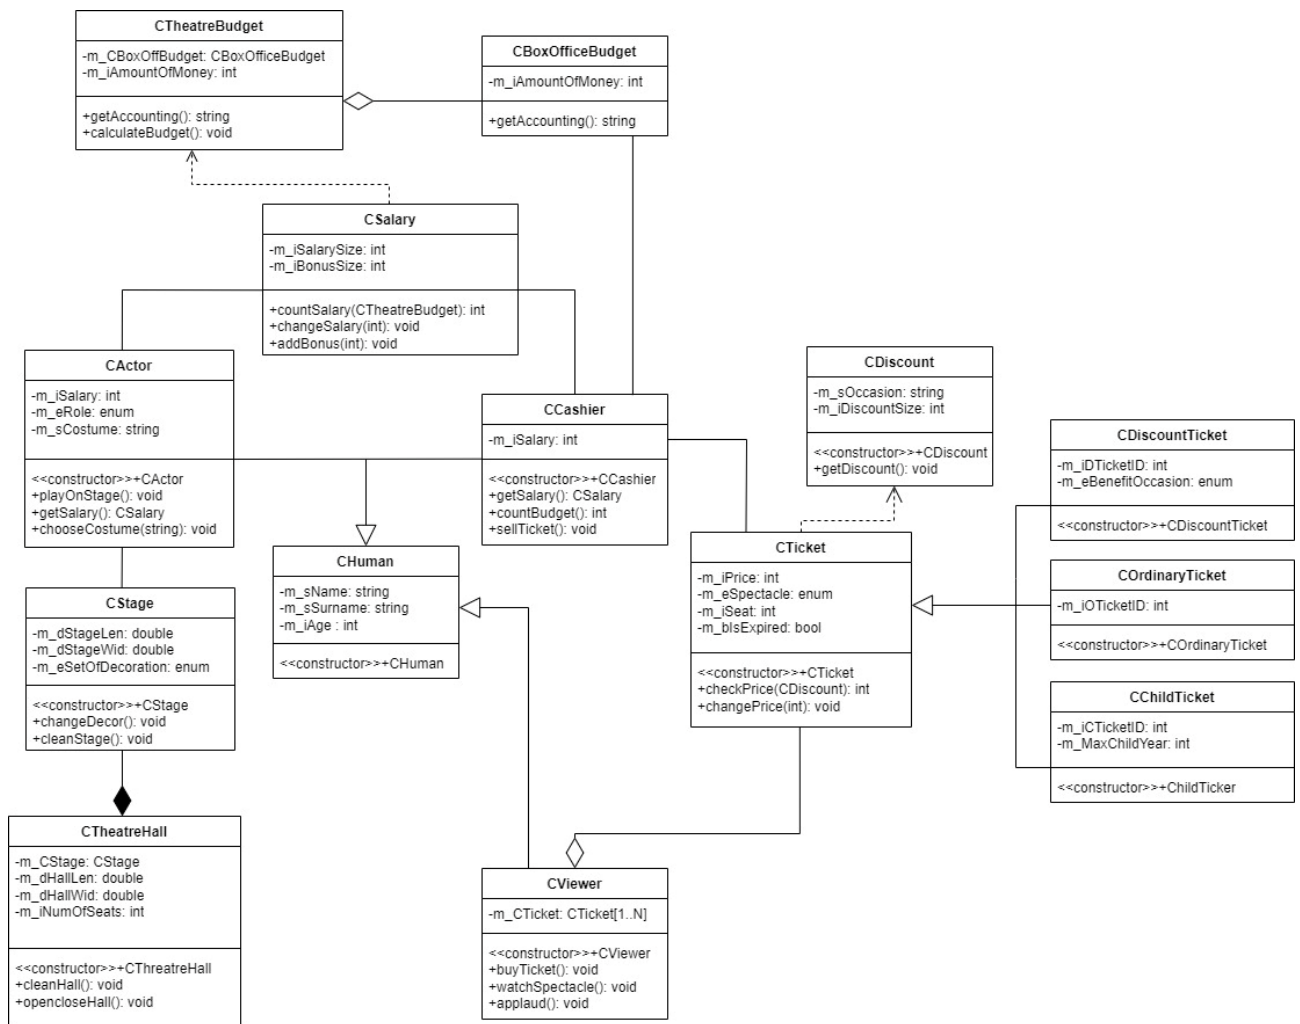 CTheatreBudget
-m_CBoxOffBudget: CBoxOfficeBudget
-m_iAmountOfMoney: int
+getAccounting(): string
+calculateBudget(): void
CBoxOfficeBudget
-m_iAmountOfMoney: int
+getAccounting(): string
CSalary
-m_iSalarySize: int
-m_iBonusSize: int
+countSalary(CTheatreBudget): int
+changeSalary(int): void
+addBonus(int): void
CActor
-m_iSalary: int
-m_eRole: enum
-m_sCostume: string
<<constructor>>+CActor
+playOnStage(): void
+getSalary(): CSalary
+chooseCostume(string): void
CCashier
-m_iSalary: int
<<constructor>>+CCashier
+getSalary(): CSalary
+countBudget(): int
+sellTicket(): void
CDiscount
-m_sOccasion: string
-m_iDiscountSize: int
<<constructor>>+CDiscount
+getDiscount(): void
CDiscountTicket
-m_iDTicketID: int
-m_eBenefitOccasion: enum
<<constructor>>+CDiscountTicket
CHuman
-m_sName: string
-m_sSurname: string
-m_iAge : int
<<constructor>>+CHuman
CTicket
-m_iPrice: int
-m_eSpectacle: enum
-m_iSeat: int
-m_bIsExpired: bool
<<constructor>>+CTicket
+checkPrice(CDiscount): int
+changePrice(int): void
COrdinaryTicket
-m_iOTicketID: int
<<constructor>>+COrdinaryTicket
CStage
-m_dStageLen: double
-m_dStageWid: double
-m_eSetOfDecoration: enum
<<constructor>>+CStage
+changeDecor(): void
+cleanStage(): void
CChildTicket
-m_iCTicketID: int
-m_MaxChildYear: int
<<constructor>>+ChildTicker
CTheatreHall
-m_CStage: CStage
-m_dHallLen: double
-m_dHallWid: double
-m_iNumOfSeats: int
<<constructor>>+CThreatreHall
+cleanHall(): void
+opencloseHall(): void
CViewer
-m_CTicket: CTicket[1..N]
<<constructor>>+CViewer
+buyTicket(): void
+watchSpectacle(): void
+applaud(): void